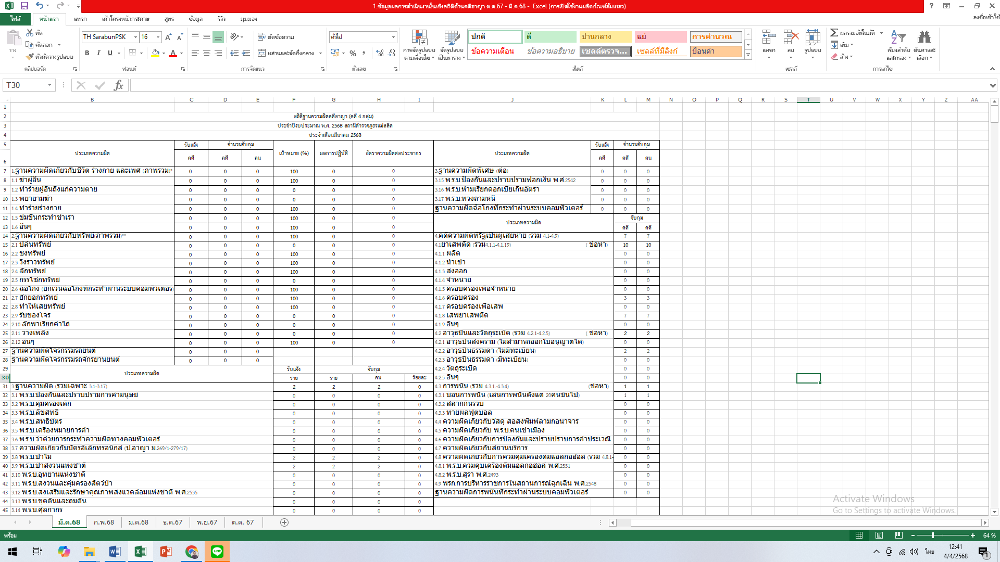 1.ข้อมูลผลการดำเนินงานในเชิงสถิติด้านคดีอาญา ต.ค.67 - มี.ค.68 - Excel (การเปิดใช้งานผลิตภัณฑ์ล้มเหลว)
ไฟล์ หน้าแรก แทรก เค้าโครงหน้ากระดาษ สูตร ข้อมูล รีวิว มุมมอง ลงชื่อเข้าใช้
วาง ตัด คัดลอก ตัวคัดวางรูปแบบ คลิปบอร์ด
TH SarabunPSK 16 B I U ฟอนต์
ตัดข้อความ ผสานและจัดกึ่งกลาง การจัดแนว
ทั่วไป % ตัวเลข
การจัดรูปแบบตามเงื่อนไข จัดรูปแบบเป็นตาราง
ปกติ ดี ปานกลาง แย่ การคำนวณ
ข้อความเตือน ข้อความอธิบาย เซลล์ตรวจ... เซลล์ที่มีลิงก์ ป้อนค่า
สไตล์
แทรก ลบ รูปแบบ เซลล์
ผลรวมอัตโนมัติ เติม ล้าง เรียงลำดับและกรอง ค้นหาและเลือก การแก้ไข
T30 fx
B C D E F G H I J K L M N O P Q R S T U V W X Y Z AA
1
2 สถิติฐานความผิดคดีอาญา (คดี 4 กลุ่ม)
3 ประจำปีงบประมาณ พ.ศ. 2568 สถานีตำรวจภูธรแม่สลิด
4 ประจำเดือนมีนาคม 2568
5 ประเภทความผิด รับแจ้ง จำนวนจับกุม เป้าหมาย (%) ผลการปฏิบัติ อัตราความผิดต่อประชากร ประเภทความผิด รับแจ้ง จำนวนจับกุม
6 คดี คดี คน คดี คดี คน
7 1.ฐานความผิดเกี่ยวกับชีวิต ร่างกาย และเพศ (ภาพรวม)* 0 0 0 100 0 0 3.ฐานความผิดพิเศษ (ต่อ) 0 0 0
8 1.1 ฆ่าผู้อื่น 0 0 0 100 0 0 3.15 พ.ร.บ.ป้องกันและปราบปรามฟอกเงิน พ.ศ.2542 0 0 0
9 1.2 ทำร้ายผู้อื่นถึงแก่ความตาย 0 0 0 0 0 0 3.16 พ.ร.บ.ห้ามเรียกดอกเบี้ยเกินอัตรา 0 0 0
10 1.3 พยายามฆ่า 0 0 0 0 0 0 3.17 พ.ร.บ.ทวงถามหนี้ 0 0 0
11 1.4 ทำร้ายร่างกาย 0 0 0 100 0 0 ฐานความผิดฉ้อโกงที่กระทำผ่านระบบคอมพิวเตอร์ 0 0 0
12 1.5 ข่มขืนกระทำชำเรา 0 0 0 100 0 0 ประเภทความผิด จับกุม
13 1.6 อื่นๆ 0 0 0 100 0 0 คดี คดี
14 2.ฐานความผิดเกี่ยวกับทรัพย์(ภาพรวม)** 0 0 0 100 0 0 4.คดีความผิดที่รัฐเป็นผู้เสียหาย (รวม 4.1-4.9) 7 7
15 2.1 ปล้นทรัพย์ 0 0 0 0 0 0 4.1ยาเสพติด (รวม4.1.1-4.1.19) ( ข้อหา) 10 10
16 2.2 ชิงทรัพย์ 0 0 0 100 0 0 4.1.1 ผลิต 0 0
17 2.3 วิ่งราวทรัพย์ 0 0 0 100 0 0 4.1.2 นำเข้า 0 0
18 2.4 ลักทรัพย์ 0 0 0 100 0 0 4.1.3 ส่งออก 0 0
19 2.5 กรรโชกทรัพย์ 0 0 0 0 0 0 4.1.4 จำหน่าย 0 0
20 2.6 ฉ้อโกง (ยกเว้นฉ้อโกงที่กระทำผ่านระบบคอมพิวเตอร์) 0 0 0 100 0 0 4.1.5 ครอบครองเพื่อจำหน่าย 0 0
21 2.7 ยักยอกทรัพย์ 0 0 0 100 0 0 4.1.6 ครอบครอง 3 3
22 2.8 ทำให้เสียทรัพย์ 0 0 0 100 0 0 4.1.7 ครอบครองเพื่อเสพ 0 0
23 2.9 รับของโจร 0 0 0 0 0 0 4.1.8 เสพยาเสพติด 7 7
24 2.10 ลักพาเรียกค่าไถ่ 0 0 0 0 0 0 4.1.9 อื่นๆ 0 0
25 2.11 วางเพลิง 0 0 0 0 0 0 4.2 อาวุธปืนและวัตถุระเบิด (รวม 4.2.1-4.2.5) ( ข้อหา) 2 2
26 2.12 อื่นๆ 0 0 0 100 0 0 4.2.1 อาวุธปืนสงคราม (ไม่สามารถออกใบอนุญาตได้) 0 0
27 ฐานความผิดโจรกรรมรถยนต์ 0 0 0 4.2.2 อาวุธปืนธรรมดา (ไม่มีทะเบียน) 2 2
28 ฐานความผิดโจรกรรมรถจักรยานยนต์ 0 0 0 4.2.3 อาวุธปืนธรรมดา (มีทะเบียน) 0 0
29 ประเภทความผิด รับแจ้ง จับกุม 4.2.4 วัตถุระเบิด 0 0
30 ราย ราย คน ร้อยละ 4.2.5 อื่นๆ 0 0
31 3.ฐานความผิด (รวมเฉพาะ 3.1-3.17) 2 2 2 0 4.3 การพนัน (รวม 4.3.1.-4.3.4) (ข้อหา) 1 1
32 3.1 พ.ร.บ.ป้องกันและปราบปรามการค้ามนุษย์ 0 0 0 0 4.3.1 บ่อนการพนัน (เล่นการพนันตั้งแต่ 20คนขึ้นไป) 1 1
33 3.2 พ.ร.บ.คุ้มครองเด็ก 0 0 0 0 4.3.2 สลากกินรวบ 0 0
34 3.3 พ.ร.บ.ลิขสิทธิ์ 0 0 0 0 4.3.3 ทายผลฟุตบอล 0 0
35 3.4 พ.ร.บ.สิทธิบัตร 0 0 0 0 4.4 ความผิดเกี่ยวกับวัสดุ สื่อสิ่งพิมพ์ลามกอนาจาร 0 0
36 3.5 พ.ร.บ.เครื่องหมายการค้า 0 0 0 0 4.5 ความผิดเกี่ยวกับ พ.ร.บ.คนเข้าเมือง 0 0
37 3.6 พ.ร.บ.ว่าด้วยการกระทำความผิดทางคอมพิวเตอร์ 0 0 0 0 4.6 ความผิดเกี่ยวกับการป้องกันและปราบปราบการค้าประเวณี 0 0
38 3.7 ความผิดเกี่ยวกับบัตรอิเล็กทรอนิกส์ (ป.อาญา ม.269/1-279/17) 0 0 0 0 4.7 ความผิดเกี่ยวกับสถานบริการ 0 0
39 3.8 พ.ร.บ.ป่าไม้ 2 2 2 0 4.8 ความผิดเกี่ยวกับการควมคุมเครื่องดื่มแอลกอฮอล์ (รวม 4.8.1- 0 0
40 3.9 พ.ร.บ.ป่าสงวนแห่งชาติ 2 2 2 0 4.8.1 พ.ร.บ.ควมคุบเครื่องดื่มแอลกอฮอล์ พ.ศ.2551 0 0
41 3.10 พ.ร.บ.อุทยานแห่งชาติ 0 0 0 0 4.8.2 พ.ร.บ.สุรา พ.ศ.2493 0 0
42 3.11 พ.ร.บ.สงวนและคุ้มครองสัตว์ป่า 0 0 0 0 4.9 พรก.การบริหารราชการในสถานการณ์ฉุกเฉิน พ.ศ.2548 0 0
43 3.12 พ.ร.บ.ส่งเสริมและรักษาคุณภาพสิ่งแวดล้อมแห่งชาติ พ.ศ.2535 0 0 0 0 ฐานความผิดการพนันที่กระทำผ่านระบบคอมพิวเตอร์ 0 0
44 3.13 พ.ร.บ.ขุดดินและถมดิน 0 0 0 0
45 3.14 พ.ร.บ.ศุลกากร 0 0 0 0
Activate Windows
Go to Settings to activate Windows.
มี.ค.68 ก.พ.68 ม.ค.68 ธ.ค.67 พ.ย.67 ต.ค. 67
พร้อม 64 %
ไทย 12:41
4/4/2568 1